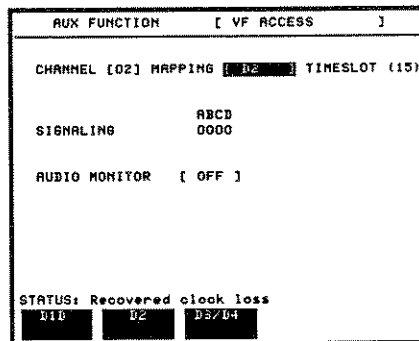 AUX FUNCTION [ VF ACCESS ]
CHANNEL [02] MAPPING [ D2 ] TIMESLOT (15)
ABCD
SIGNALING 0000
AUDIO MONITOR [ OFF ]
STATUS: Recovered clock loss
D1D D2 D3/D4